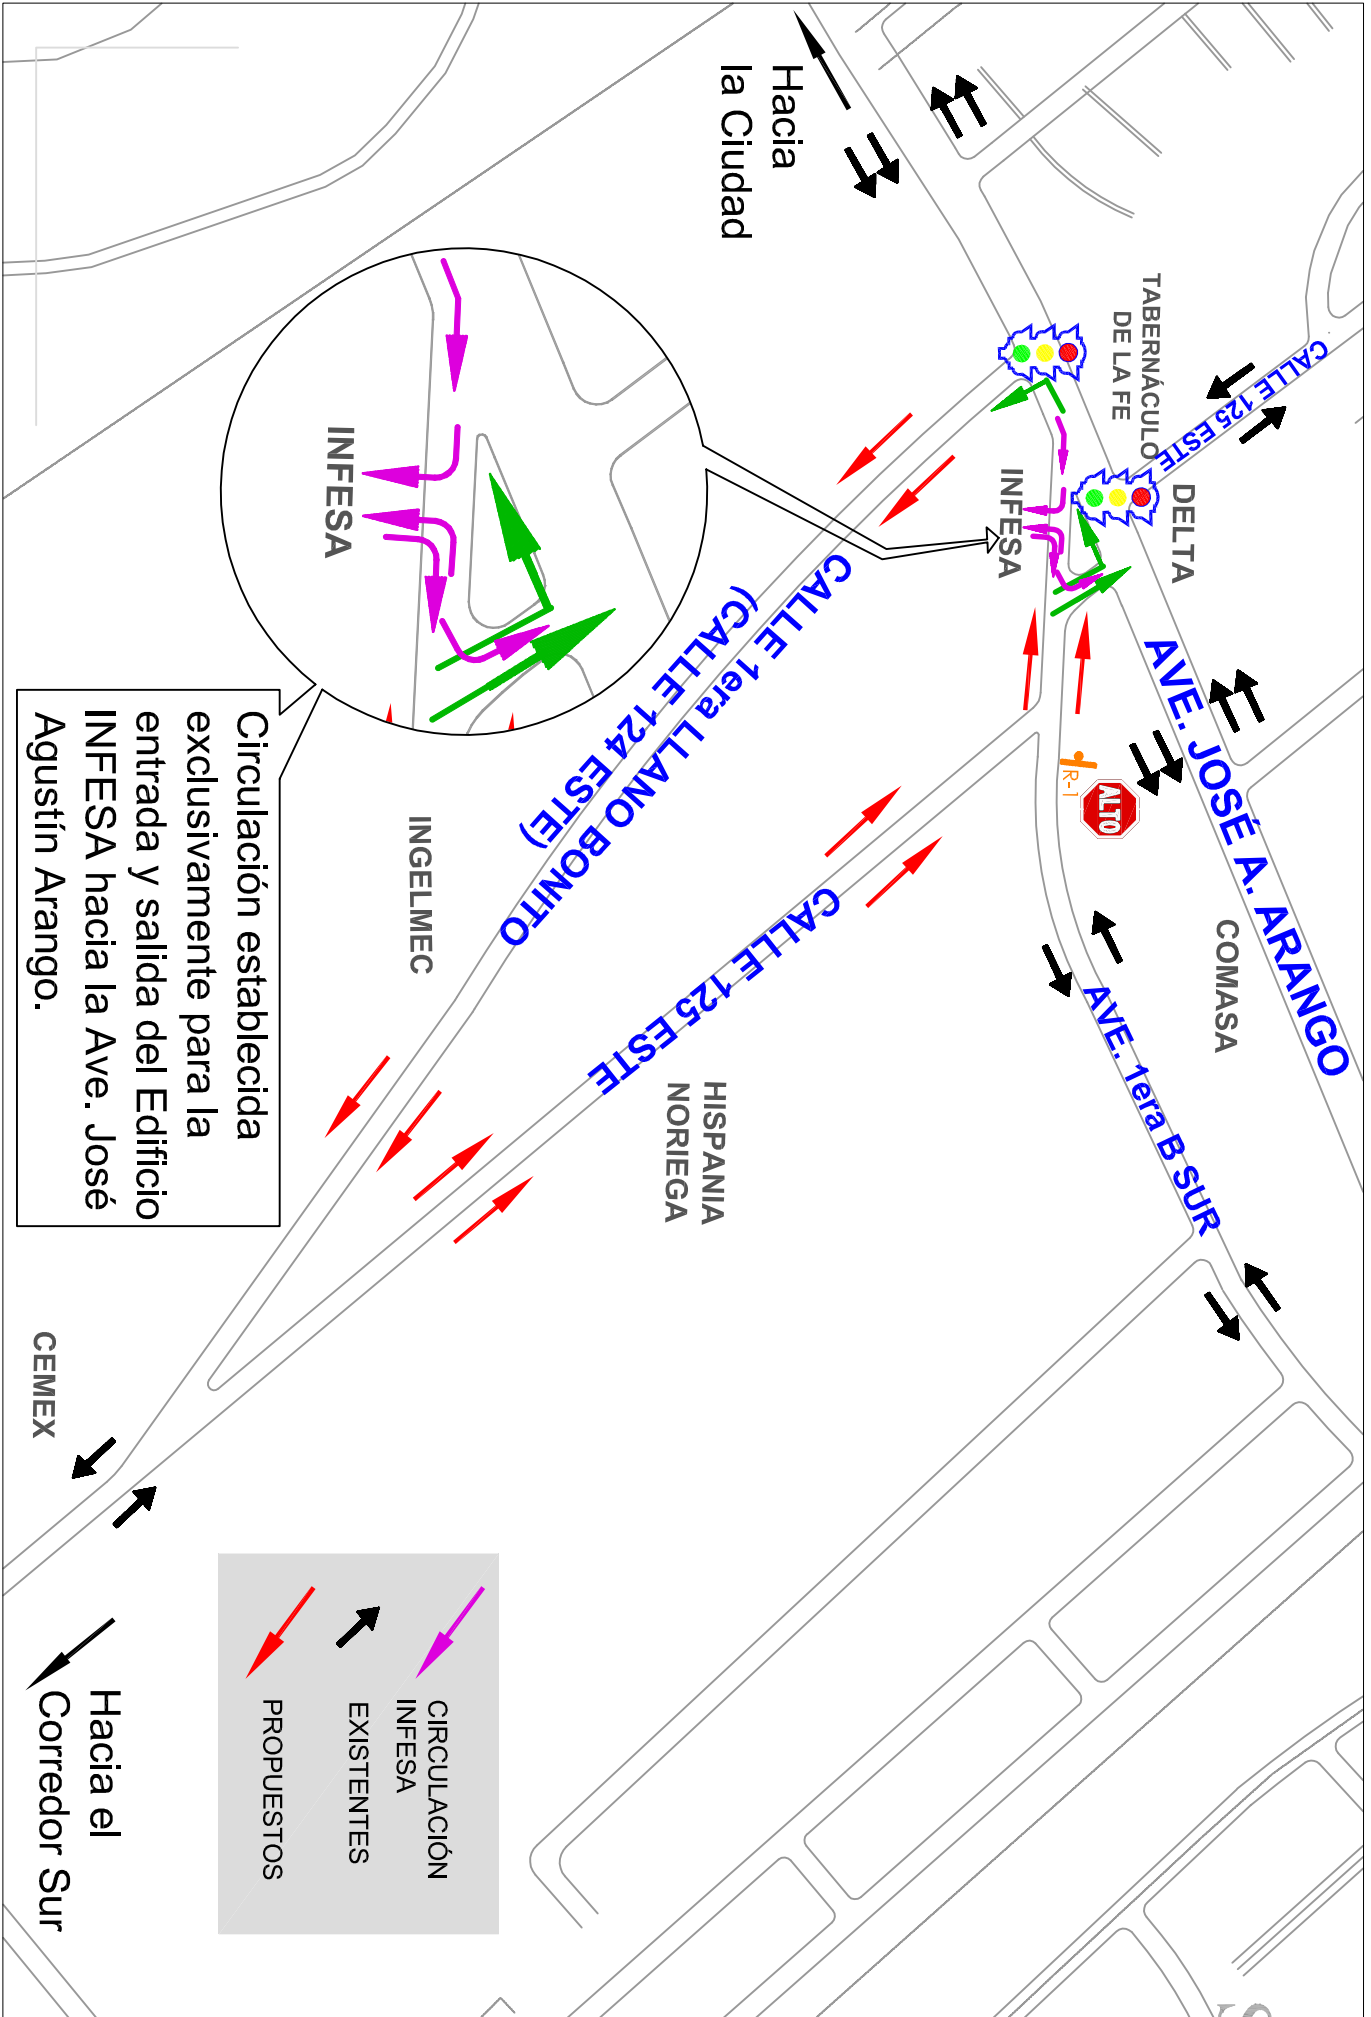 Hacia
la Ciudad
TABERNÁCULO
DE LA FE
CALLE 125 ESTE
DELTA
INFESA
AVE. JOSÉ A. ARANGO
R-1
ALTO
COMASA
AVE. 1era B SUR
CALLE 1era LLANO BONITO
(CALLE 124 ESTE)
CALLE 125 ESTE
INFESA
INGELMEC
HISPANIA
NORIEGA
Circulación establecida
exclusivamente para la
entrada y salida del Edificio
INFESA hacia la Ave. José
Agustín Arango.
CEMEX
CIRCULACIÓN
INFESA
EXISTENTES
PROPUESTOS
Hacia el
Corredor Sur